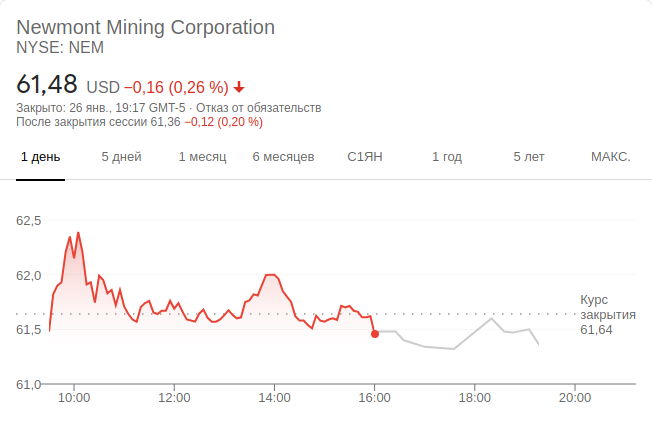 Newmont Mining Corporation
NYSE: NEM
61,48 USD −0,16 (0,26 %)
Закрыто: 26 янв., 19:17 GMT-5 · Отказ от обязательств
После закрытия сессии 61,36 −0,12 (0,20 %)
1 день 5 дней 1 месяц 6 месяцев С1ЯН 1 год 5 лет МАКС.
62,5
62,0
Курс
закрытия
61,5
61,64
61,0
10:00 12:00 14:00 16:00 18:00 20:00